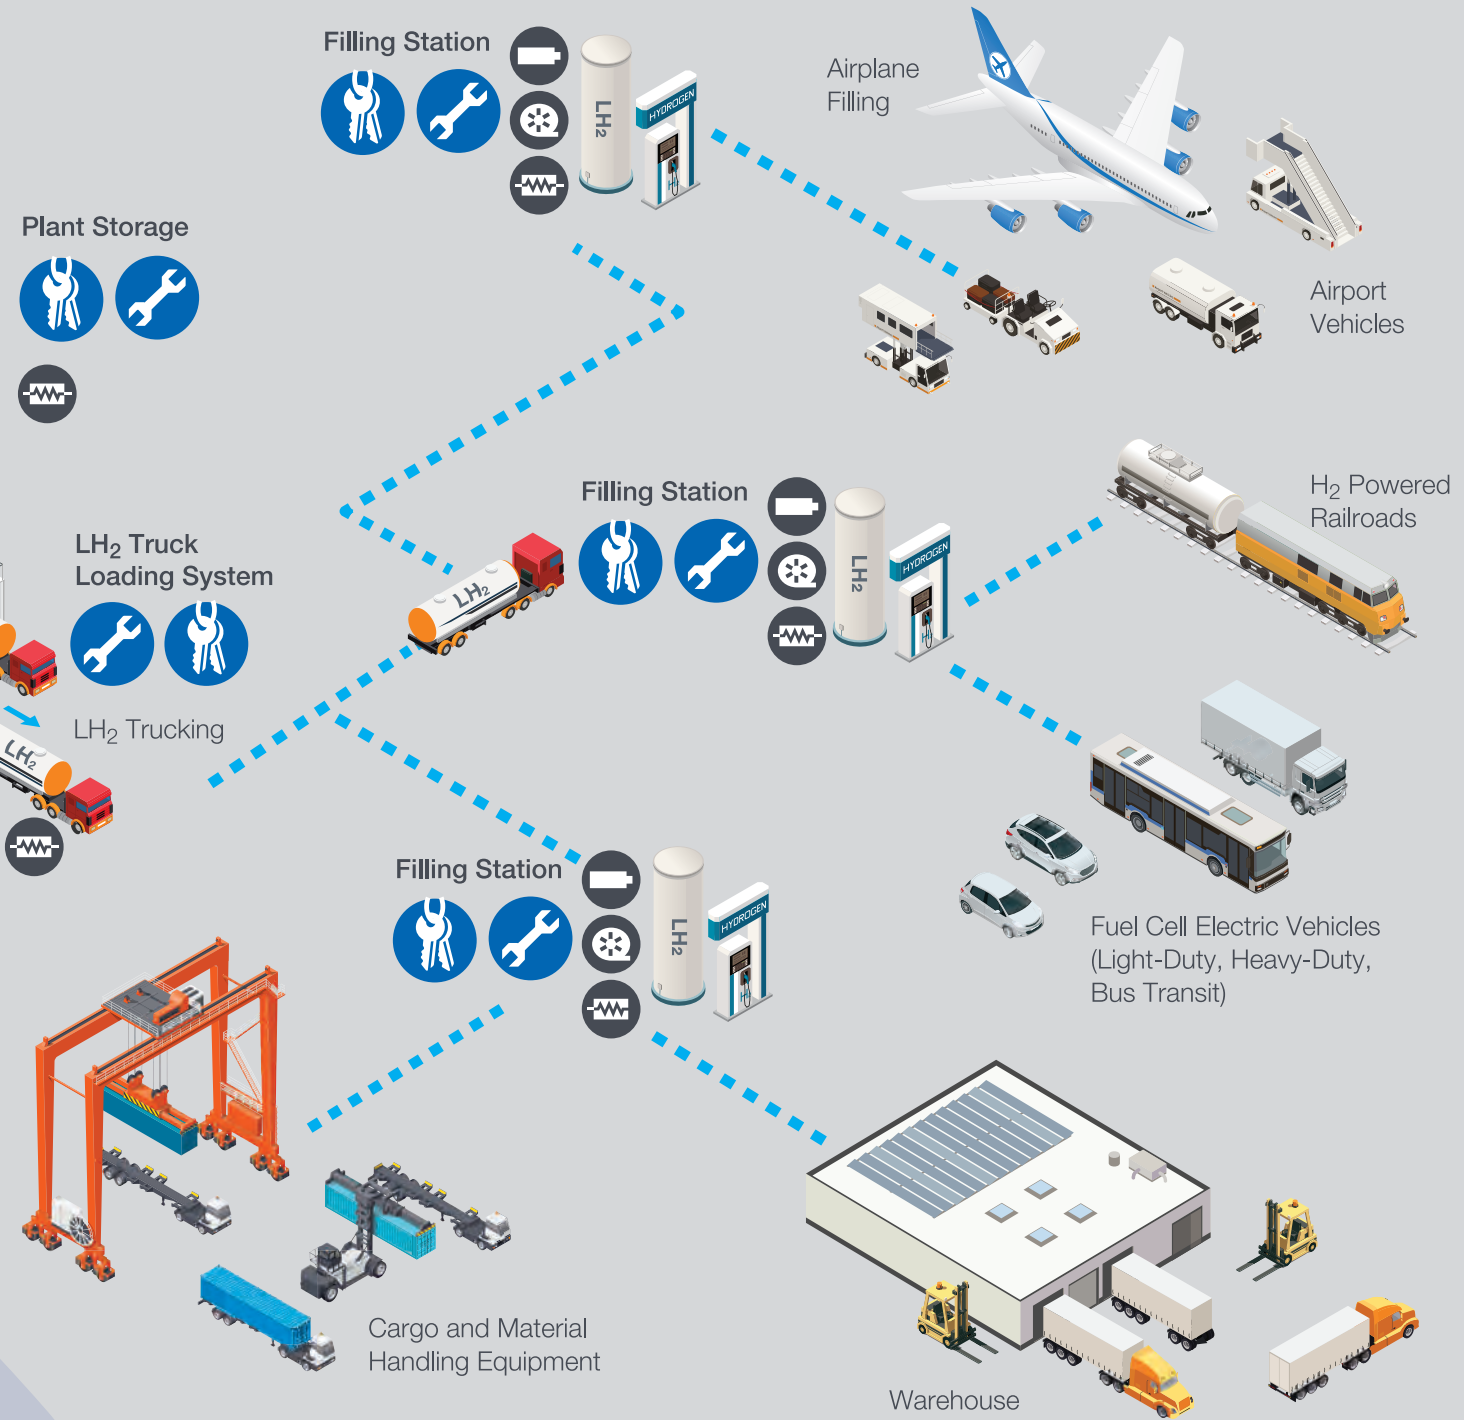 Filling Station
LH₂
HYDROGEN
Airplane
Filling
Plant Storage
Airport
Vehicles
Filling Station
LH₂
HYDROGEN
H₂ Powered
Railroads
LH₂ Truck
Loading System
LH₂
LH₂ Trucking
LH₂
Filling Station
LH₂
HYDROGEN
Fuel Cell Electric Vehicles
(Light-Duty, Heavy-Duty,
Bus Transit)
Cargo and Material
Handling Equipment
Warehouse